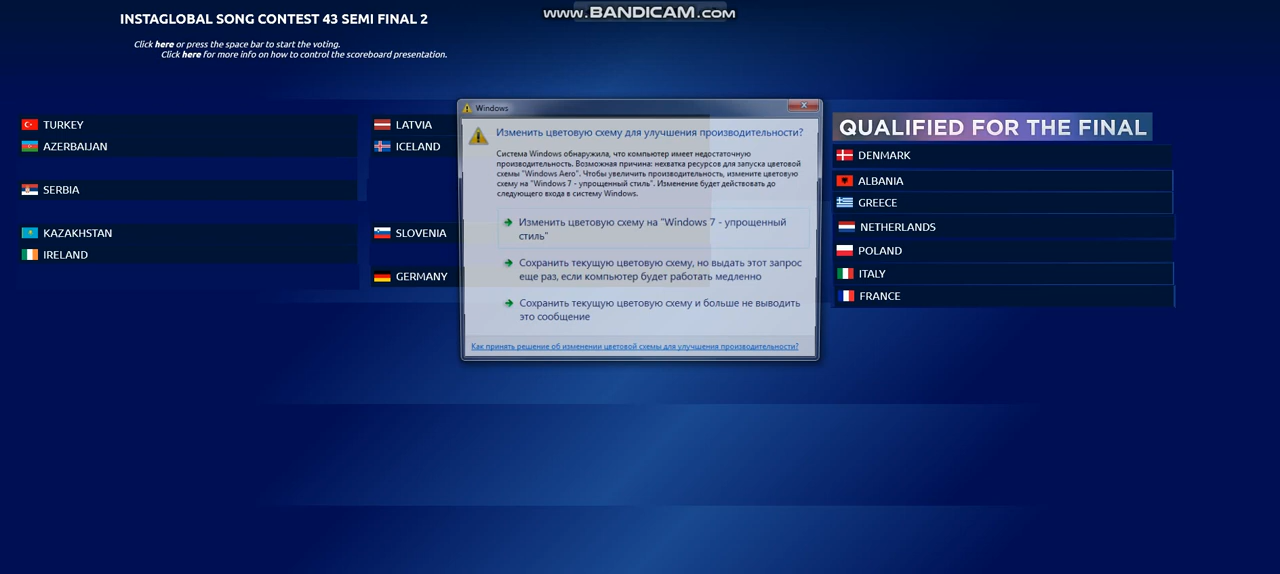 www.BANDICAM.com
INSTAGLOBAL SONG CONTEST 43 SEMI FINAL 2
Click here or press the space bar to start the voting.
Click here for more info on how to control the scoreboard presentation.
TURKEY
AZERBAIJAN
SERBIA
KAZAKHSTAN
IRELAND
LATVIA
ICELAND
SLOVENIA
GERMANY
Windows
Изменить цветовую схему для улучшения производительности?
Система Windows обнаружила, что компьютер имеет недостаточную
производительность. Возможная причина: нехватка ресурсов для запуска цветовой
схемы "Windows Aero". Чтобы увеличить производительность, измените цветовую
схему на "Windows 7 - упрощенный стиль". Изменение будет действовать до
следующего входа в систему Windows.
Изменить цветовую схему на "Windows 7 - упрощенный
стиль"
Сохранить текущую цветовую схему, но выдать этот запрос
еще раз, если компьютер будет работать медленно
Сохранить текущую цветовую схему и больше не выводить
это сообщение
Как принять решение об изменении цветовой схемы для улучшения производительности?
QUALIFIED FOR THE FINAL
DENMARK
ALBANIA
GREECE
NETHERLANDS
POLAND
ITALY
FRANCE